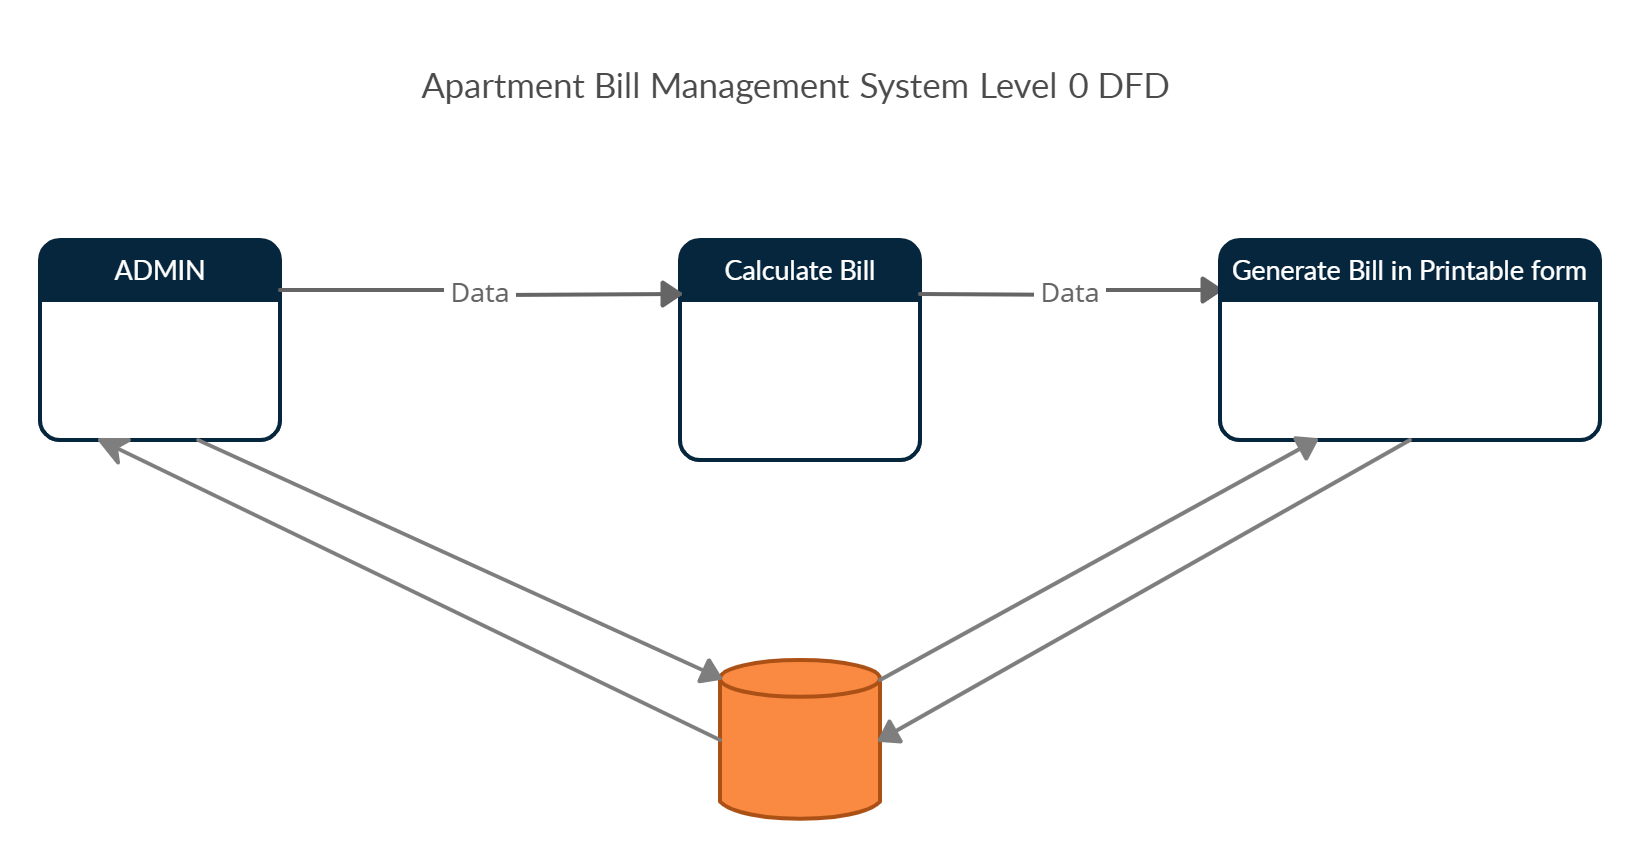 Apartment Bill Management System Level 0 DFD
ADMIN
Data
Calculate Bill
Data
Generate Bill in Printable form